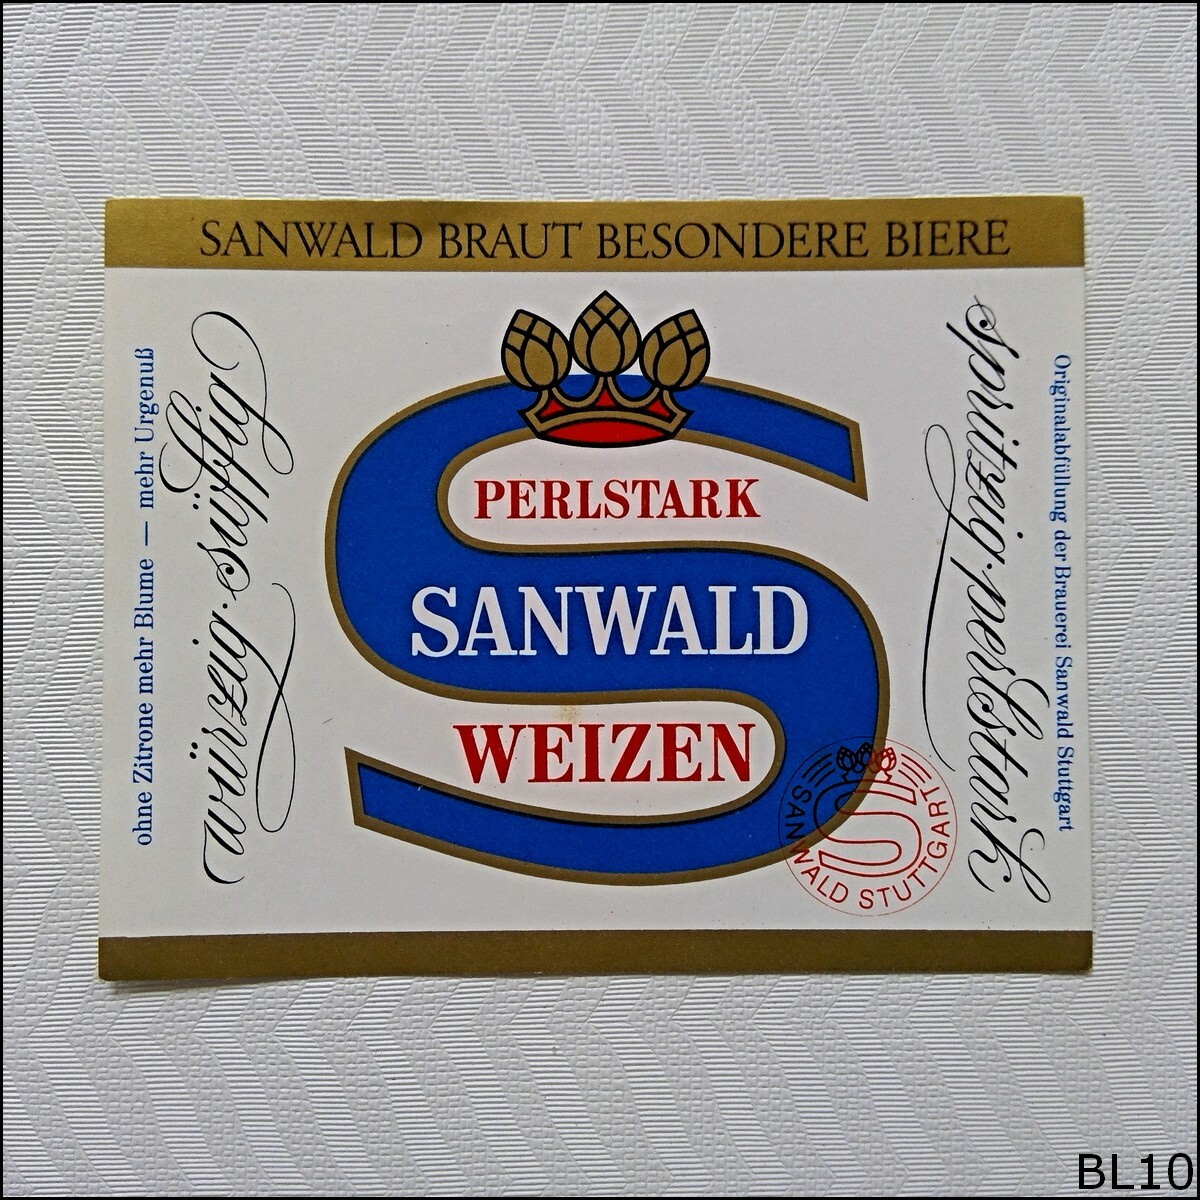 SANWALD BRAUT BESONDERE BIERE
ohne Zitrone mehr Blume — mehr Urgenuß
würzig·süffig
PERLSTARK
SANWALD
WEIZEN
spritzig·perlstark
Originalabfüllung der Brauerei Sanwald Stuttgart
SANWALD STUTTGART
BL10